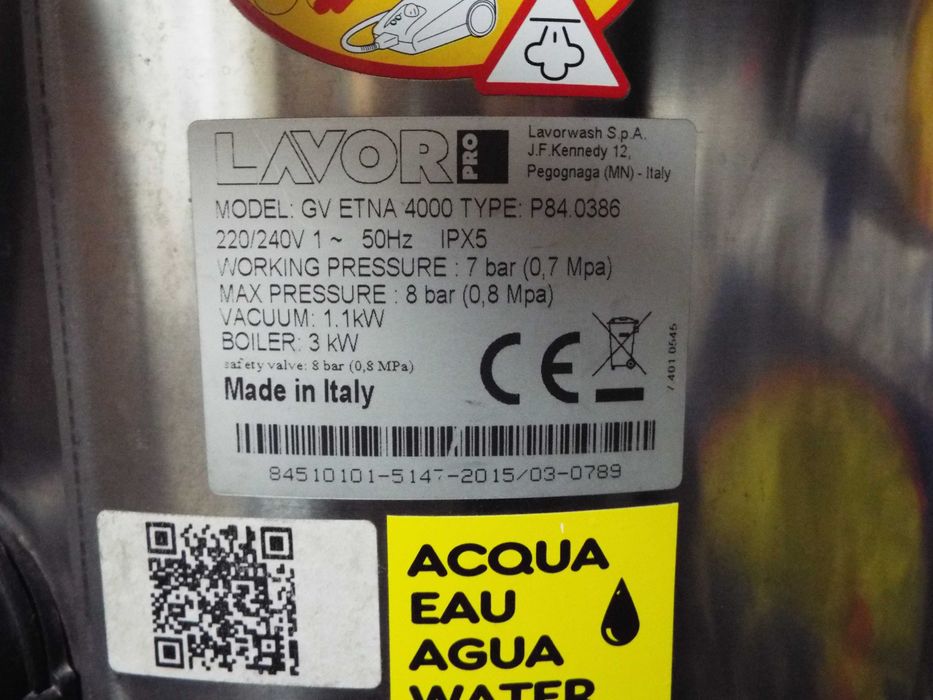 LAVOR PRO
Lavorwash S.p.A.
J.F.Kennedy 12,
Pegognaga (MN) - Italy
MODEL: GV ETNA 4000 TYPE: P84.0386
220/240V 1 ~ 50Hz IPX5
WORKING PRESSURE : 7 bar (0,7 Mpa)
MAX PRESSURE : 8 bar (0,8 Mpa)
VACUUM: 1.1kW
BOILER: 3 kW
safety valve: 8 bar (0,8 MPa)
Made in Italy
CE
7.401.0545
84510101-5147-2015/03-0789
ACQUA
EAU
AGUA
WATER